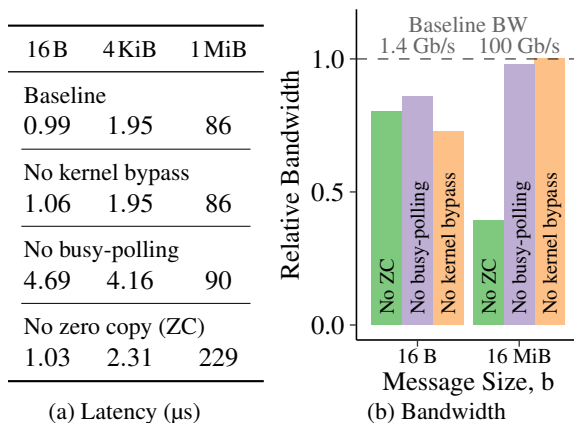 16 B 4 KiB 1 MiB
Baseline
0.99 1.95 86
No kernel bypass
1.06 1.95 86
No busy-polling
4.69 4.16 90
No zero copy (ZC)
1.03 2.31 229
(a) Latency (µs)
Baseline BW
1.4 Gb/s 100 Gb/s
Relative Bandwidth
1.0
0.5
0.0
No ZC
No busy-polling
No kernel bypass
No ZC
No busy-polling
No kernel bypass
16 B 16 MiB
Message Size, b
(b) Bandwidth